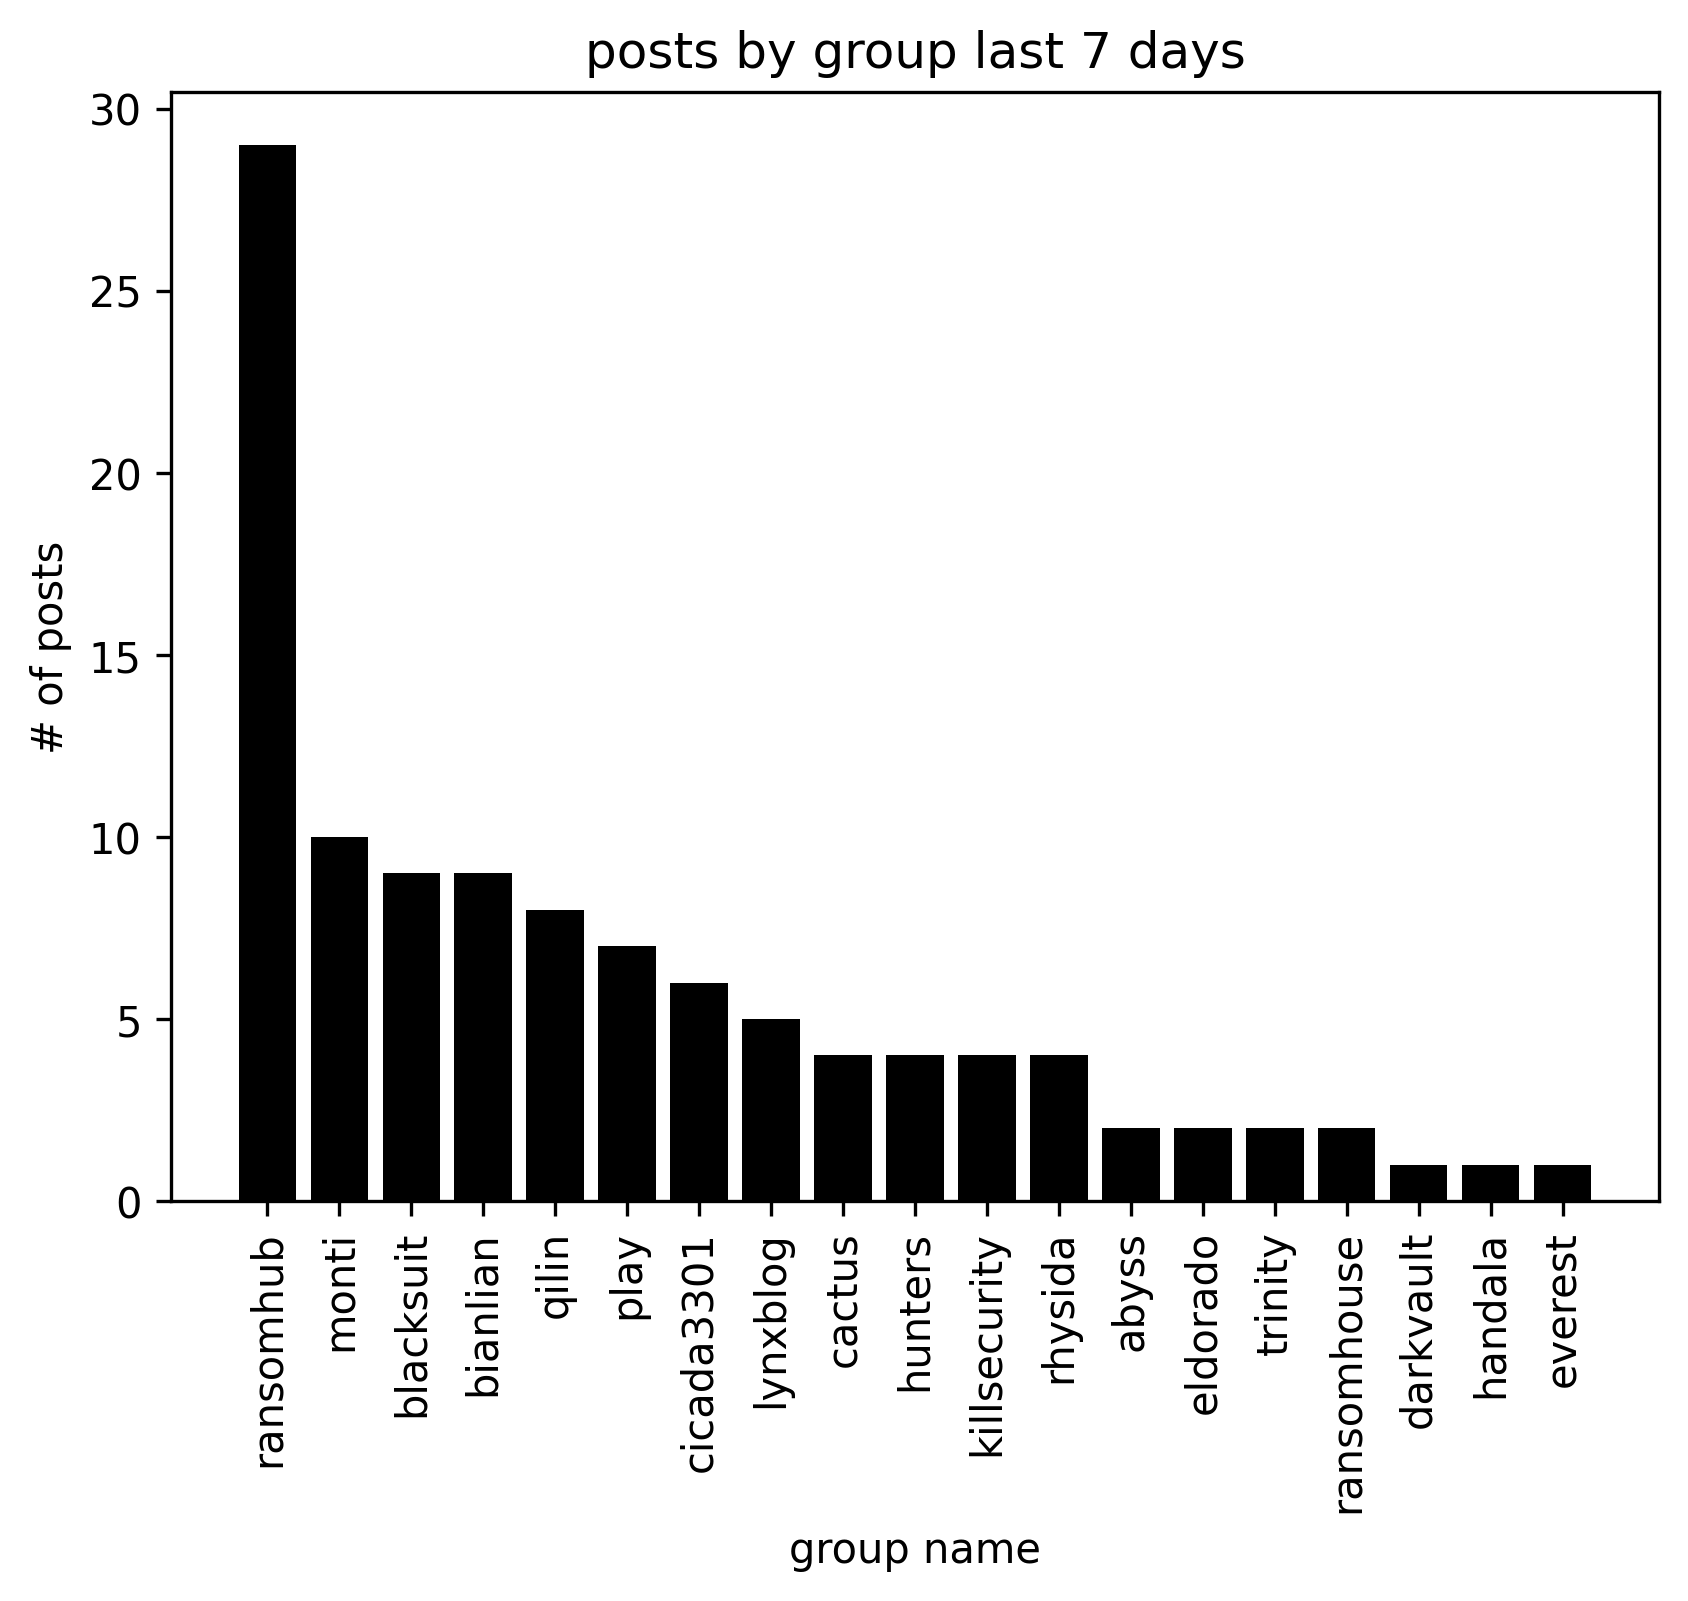 posts by group last 7 days
30
25
20
15
10
5
0
# of posts
ransomhub
monti
blacksuit
bianlian
qilin
play
cicada3301
lynxblog
cactus
hunters
killsecurity
rhysida
abyss
eldorado
trinity
ransomhouse
darkvault
handala
everest
group name